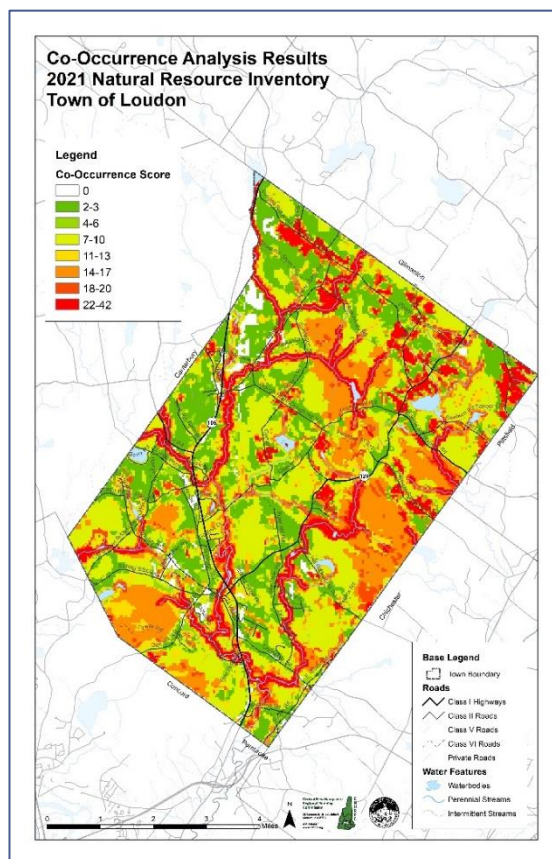 Co-Occurrence Analysis Results
2021 Natural Resource Inventory
Town of Loudon
Legend
Co-Occurrence Score
0
2-3
4-6
7-10
11-13
14-17
18-20
22-42
Gilmanton
Canterbury
106
Pittsfield
129
Chichester
Concord
Pembroke
Base Legend
Town Boundary
Roads
Class I Highways
Class II Roads
Class V Roads
Class VI Roads
Private Roads
Water Features
Waterbodies
Perennial Streams
Intermittent Streams
N
0 1 2 3 4
Miles